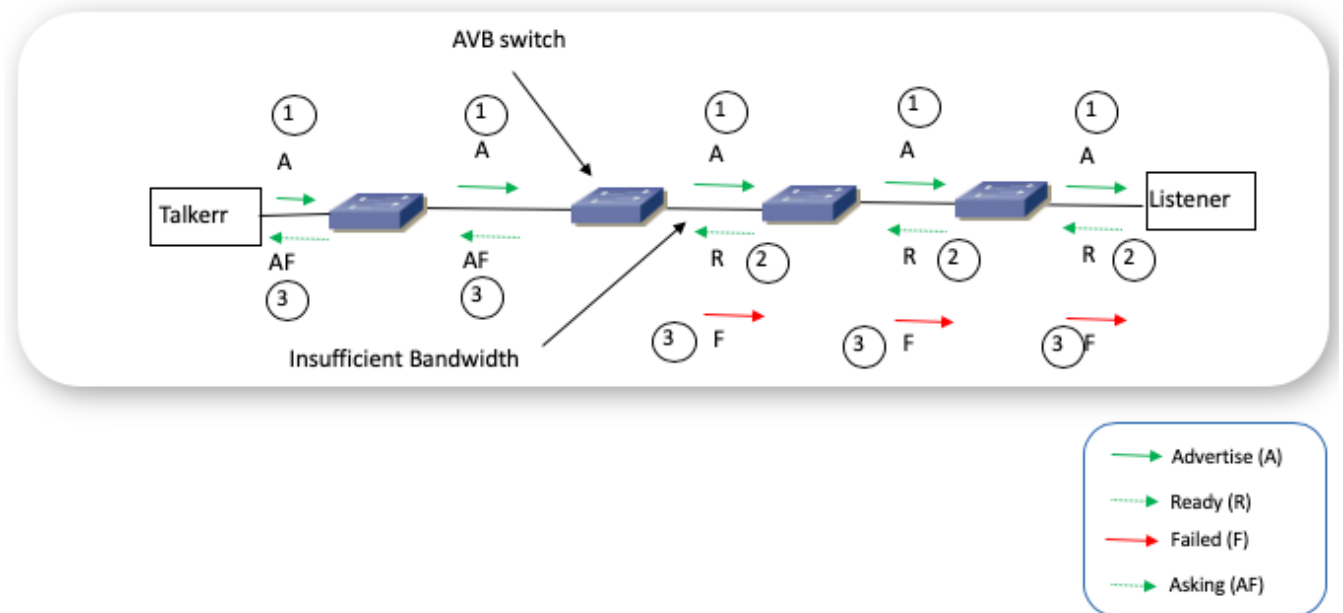 AVB switch
1 1 1 1 1
A A A A A
Talkerr Listener
AF AF R 2 R 2 R 2
3 3 3 F 3 F 3 F
Insufficient Bandwidth
Advertise (A)
Ready (R)
Failed (F)
Asking (AF)